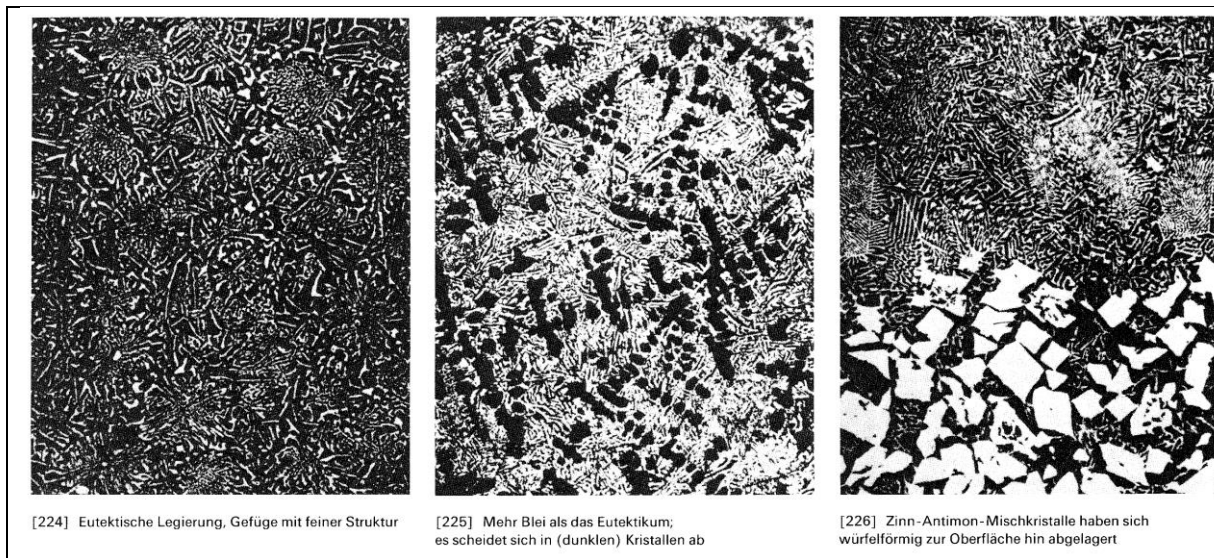 [224] Eutektische Legierung, Gefüge mit feiner Struktur
[225] Mehr Blei als das Eutektikum;
es scheidet sich in (dunklen) Kristallen ab
[226] Zinn-Antimon-Mischkristalle haben sich
würfelförmig zur Oberfläche hin abgelagert